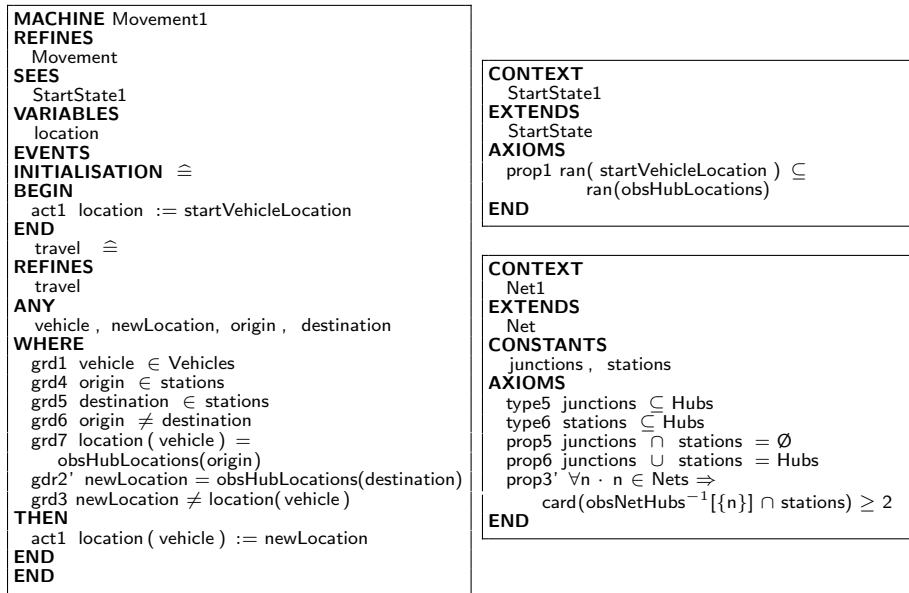 MACHINE Movement1
REFINES
Movement
SEES
StartState1
VARIABLES
location
EVENTS
INITIALISATION ≙
BEGIN
act1 location := startVehicleLocation
END
travel ≙
REFINES
travel
ANY
vehicle , newLocation, origin , destination
WHERE
grd1 vehicle ∈ Vehicles
grd4 origin ∈ stations
grd5 destination ∈ stations
grd6 origin ≠ destination
grd7 location ( vehicle ) =
obsHubLocations(origin)
gdr2' newLocation = obsHubLocations(destination)
grd3 newLocation ≠ location( vehicle )
THEN
act1 location ( vehicle ) := newLocation
END
END
CONTEXT
StartState1
EXTENDS
StartState
AXIOMS
prop1 ran( startVehicleLocation ) ⊆
ran(obsHubLocations)
END
CONTEXT
Net1
EXTENDS
Net
CONSTANTS
junctions , stations
AXIOMS
type5 junctions ⊆ Hubs
type6 stations ⊆ Hubs
prop5 junctions ∩ stations = Ø
prop6 junctions ∪ stations = Hubs
prop3' ∀n · n ∈ Nets ⇒
card(obsNetHubs⁻¹[{n}] ∩ stations) ≥ 2
END